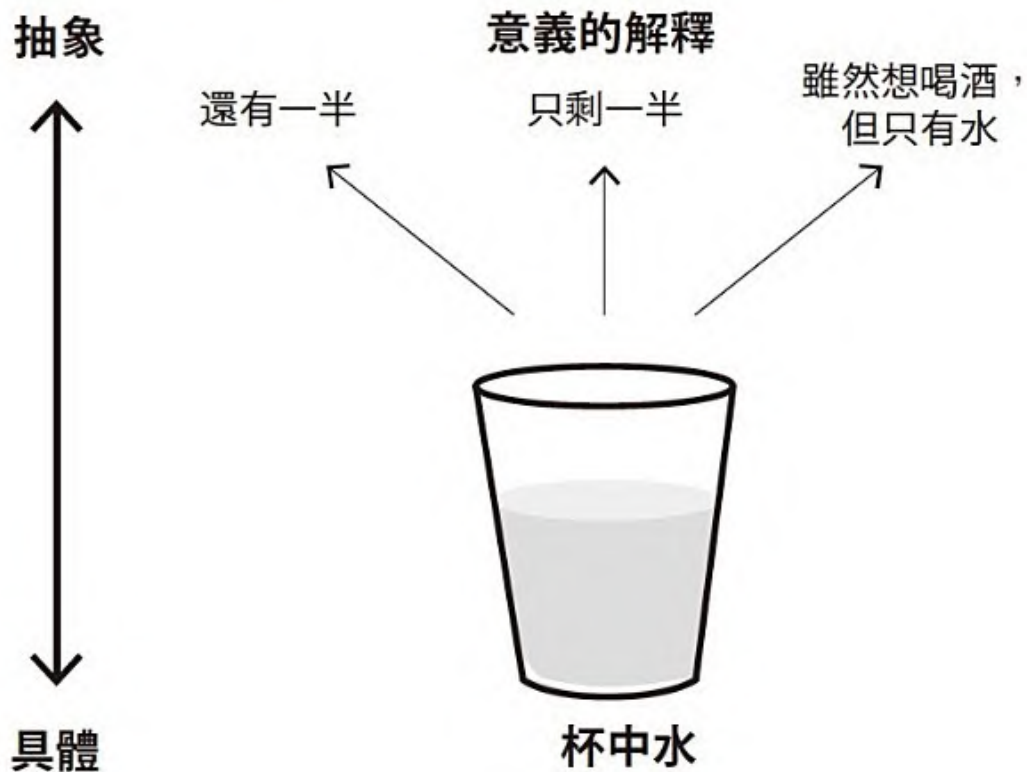 抽象
意義的解釋
還有一半
只剩一半
雖然想喝酒，
但只有水
具體
杯中水